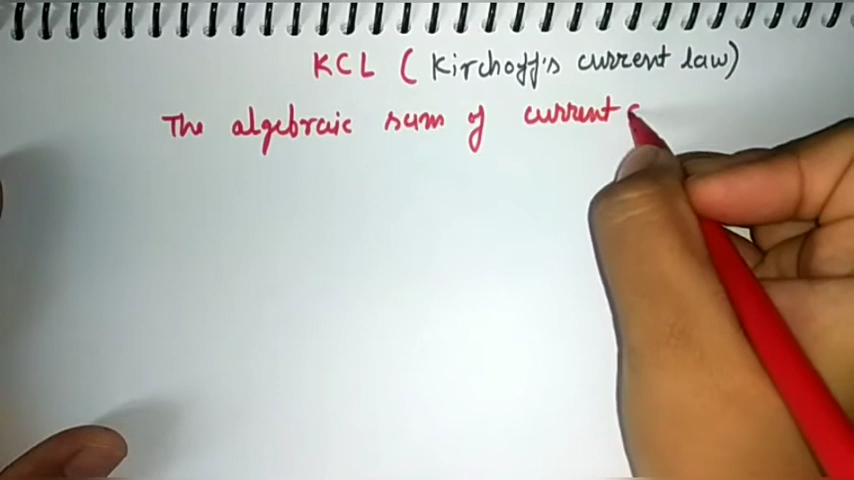 KCL ( Kirchoff's current law)
The algebraic sum of current